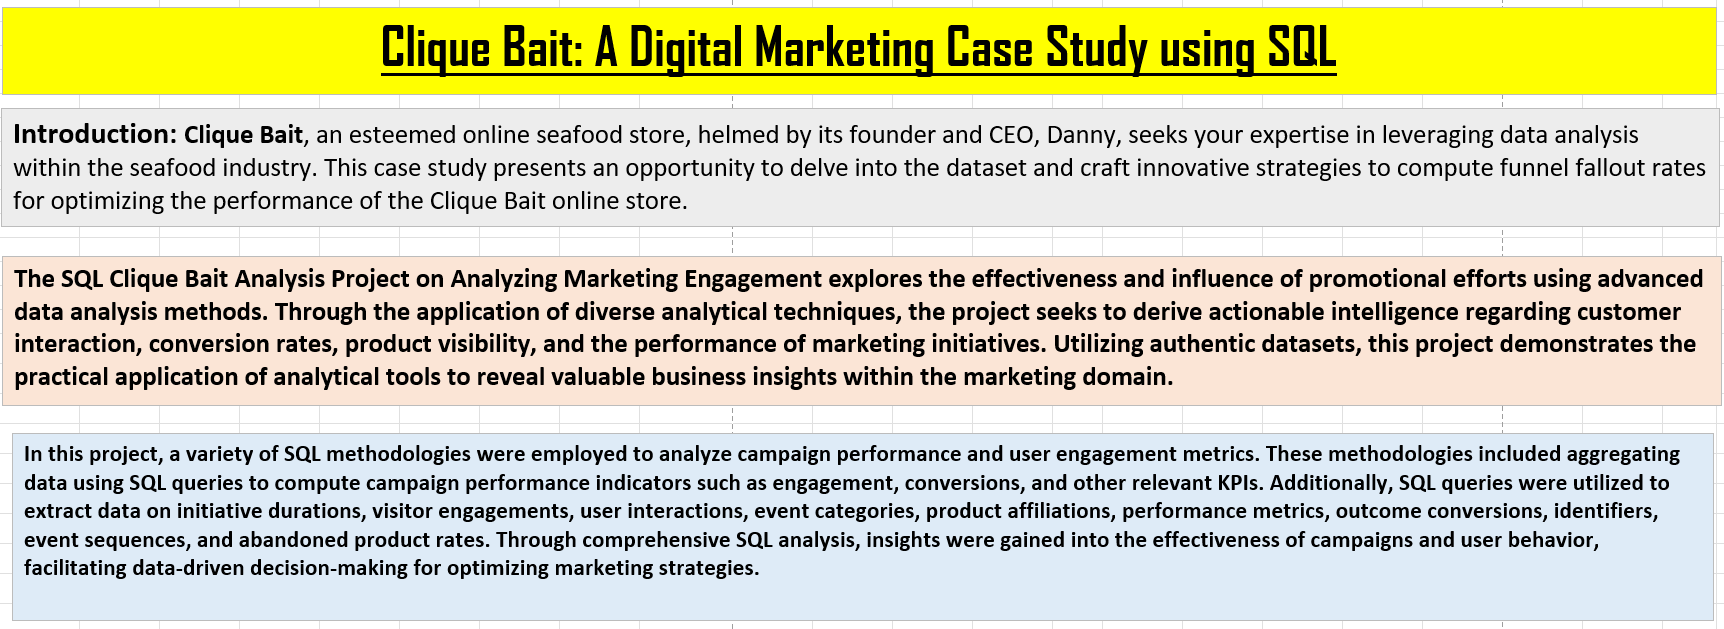 Clique Bait: A Digital Marketing Case Study using SQL
Introduction: Clique Bait, an esteemed online seafood store, helmed by its founder and CEO, Danny, seeks your expertise in leveraging data analysis
within the seafood industry. This case study presents an opportunity to delve into the dataset and craft innovative strategies to compute funnel fallout rates
for optimizing the performance of the Clique Bait online store.
The SQL Clique Bait Analysis Project on Analyzing Marketing Engagement explores the effectiveness and influence of promotional efforts using advanced
data analysis methods. Through the application of diverse analytical techniques, the project seeks to derive actionable intelligence regarding customer
interaction, conversion rates, product visibility, and the performance of marketing initiatives. Utilizing authentic datasets, this project demonstrates the
practical application of analytical tools to reveal valuable business insights within the marketing domain.
In this project, a variety of SQL methodologies were employed to analyze campaign performance and user engagement metrics. These methodologies included aggregating
data using SQL queries to compute campaign performance indicators such as engagement, conversions, and other relevant KPIs. Additionally, SQL queries were utilized to
extract data on initiative durations, visitor engagements, user interactions, event categories, product affiliations, performance metrics, outcome conversions, identifiers,
event sequences, and abandoned product rates. Through comprehensive SQL analysis, insights were gained into the effectiveness of campaigns and user behavior,
facilitating data-driven decision-making for optimizing marketing strategies.